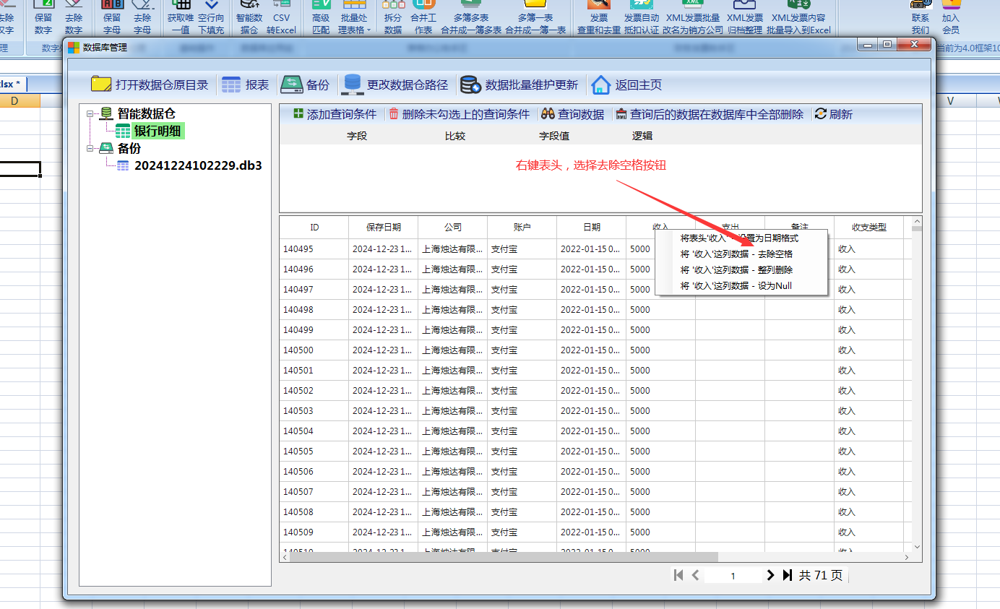 去除 保留 去除 保留 去除 获取唯 空行向 智能数 CSV 高级 批量处 拆分 合并工 多簿多表 多簿一表 发票 发票自动 XML发票批量 XML发票 XML发票内容 联系 加入
汉字 数字 数字 字母 字母 一值 下填充 据仓 转Excel 匹配 理表格 数据 作表 合并成一簿多表 合并成一簿一表 查重和去重 抵扣认证 改名为销方公司 归档整理 批量导入到Excel 我们 会员
理 数字 当前为4.0框架10
数据库管理
lsx *
打开数据仓原目录 报表 备份 更改数据仓路径 数据批量维护更新 返回主页
D V
智能数据仓
银行明细
备份
20241224102229.db3
添加查询条件 删除未勾选上的查询条件 查询数据 查询后的数据在数据库中全部删除 刷新
字段 比较 字段值 逻辑
右键表头，选择去除空格按钮
ID 保存日期 公司 账户 日期 收入 支出 备注 收支类型
将表头'收入' - 设置为日期格式
将 '收入'这列数据 - 去除空格
将 '收入'这列数据 - 整列删除
将 '收入'这列数据 - 设为Null
140495 2024-12-23 1... 上海烛达有限... 支付宝 2022-01-15 0... 5000 收入
140496 2024-12-23 1... 上海烛达有限... 支付宝 2022-01-15 0... 5000 收入
140497 2024-12-23 1... 上海烛达有限... 支付宝 2022-01-15 0... 5000 收入
140498 2024-12-23 1... 上海烛达有限... 支付宝 2022-01-15 0... 5000 收入
140499 2024-12-23 1... 上海烛达有限... 支付宝 2022-01-15 0... 5000 收入
140500 2024-12-23 1... 上海烛达有限... 支付宝 2022-01-15 0... 5000 收入
140501 2024-12-23 1... 上海烛达有限... 支付宝 2022-01-15 0... 5000 收入
140502 2024-12-23 1... 上海烛达有限... 支付宝 2022-01-15 0... 5000 收入
140503 2024-12-23 1... 上海烛达有限... 支付宝 2022-01-15 0... 5000 收入
140504 2024-12-23 1... 上海烛达有限... 支付宝 2022-01-15 0... 5000 收入
140505 2024-12-23 1... 上海烛达有限... 支付宝 2022-01-15 0... 5000 收入
140506 2024-12-23 1... 上海烛达有限... 支付宝 2022-01-15 0... 5000 收入
140507 2024-12-23 1... 上海烛达有限... 支付宝 2022-01-15 0... 5000 收入
140508 2024-12-23 1... 上海烛达有限... 支付宝 2022-01-15 0... 5000 收入
140509 2024-12-23 1... 上海烛达有限... 支付宝 2022-01-15 0... 5000 收入
140510 2024-12-23 1... 上海烛达有限... 支付宝 2022-01-15 0... 5000 收入
1 共 71 页